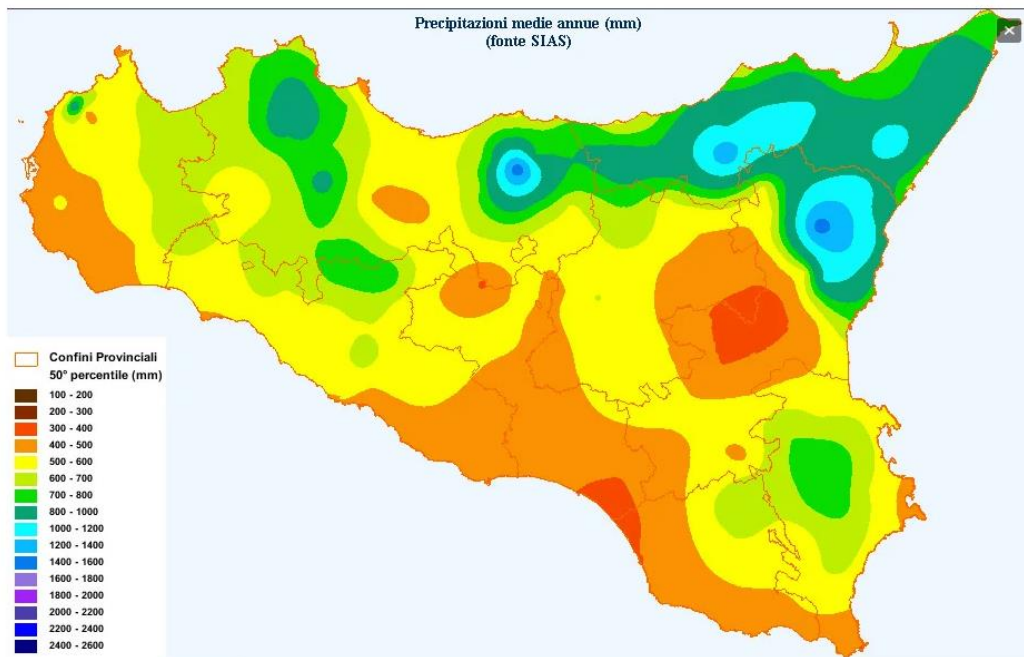 Precipitazioni medie annue (mm)
(fonte SIAS)
Confini Provinciali
50° percentile (mm)
100 - 200
200 - 300
300 - 400
400 - 500
500 - 600
600 - 700
700 - 800
800 - 1000
1000 - 1200
1200 - 1400
1400 - 1600
1600 - 1800
1800 - 2000
2000 - 2200
2200 - 2400
2400 - 2600